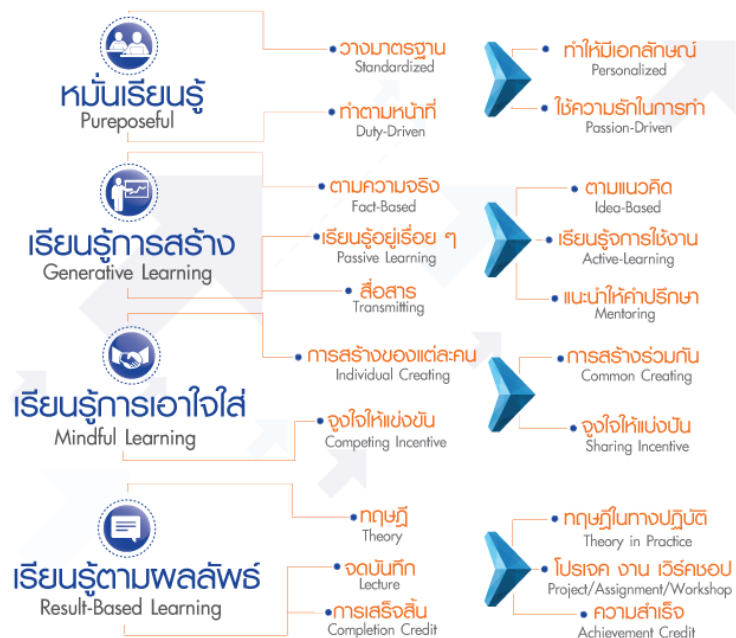 หมั่นเรียนรู้
Pureposeful
วางมาตรฐาน
Standardized
ทำให้มีเอกลักษณ์
Personalized
ทำตามหน้าที่
Duty-Driven
ใช้ความรักในการทำ
Passion-Driven
เรียนรู้การสร้าง
Generative Learning
ตามความจริง
Fact-Based
ตามแนวคิด
Idea-Based
เรียนรู้อยู่เรื่อย ๆ
Passive Learning
เรียนรู้จการใช้งาน
Active-Learning
สื่อสาร
Transmitting
แนะนำให้คำปรึกษา
Mentoring
เรียนรู้การเอาใจใส่
Mindful Learning
การสร้างของแต่ละคน
Individual Creating
การสร้างร่วมกัน
Common Creating
จูงใจให้แข่งขัน
Competing Incentive
จูงใจให้แบ่งปัน
Sharing Incentive
เรียนรู้ตามผลลัพธ์
Result-Based Learning
ทฤษฎี
Theory
ทฤษฎีในทางปฏิบัติ
Theory in Practice
จดบันทึก
Lecture
โปรเจค งาน เวิร์คชอป
Project/Assignment/Workshop
การเสร็จสิ้น
Completion Credit
ความสำเร็จ
Achievement Credit